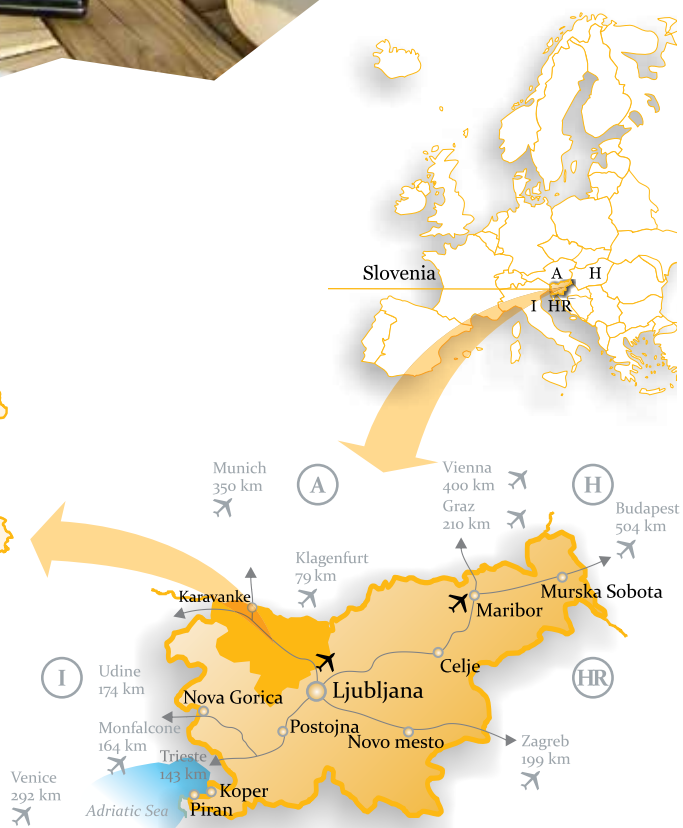 Slovenia
A
H
I
HR
Munich
350 km
A
Vienna
400 km
Graz
210 km
H
Budapest
504 km
Klagenfurt
79 km
Karavanke
Murska Sobota
Maribor
Celje
I
Udine
174 km
HR
Nova Gorica
Ljubljana
Monfalcone
164 km
Postojna
Novo mesto
Trieste
143 km
Zagreb
199 km
Venice
292 km
Koper
Adriatic Sea
Piran